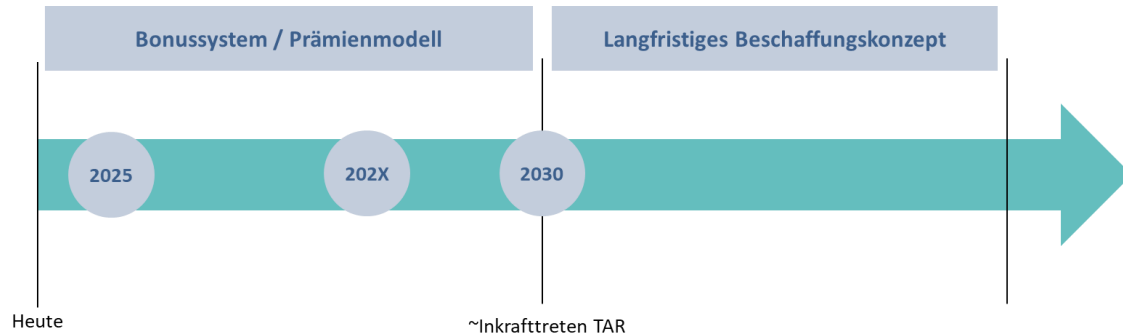 Bonussystem / Prämienmodell
Langfristiges Beschaffungskonzept
2025
202X
2030
Heute
~Inkrafttreten TAR